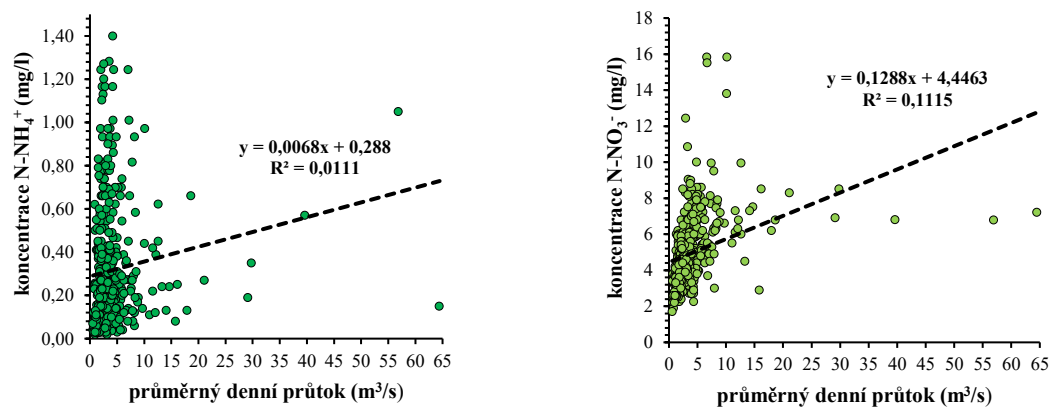 koncentrace N-NH₄⁺ (mg/l)
1,40
1,20
1,00
0,80
0,60
0,40
0,20
0,00
y = 0,0068x + 0,288
R² = 0,0111
0 5 10 15 20 25 30 35 40 45 50 55 60 65
průměrný denní průtok (m³/s)
koncentrace N-NO₃⁻ (mg/l)
18
16
14
12
10
8
6
4
2
0
y = 0,1288x + 4,4463
R² = 0,1115
0 5 10 15 20 25 30 35 40 45 50 55 60 65
průměrný denní průtok (m³/s)